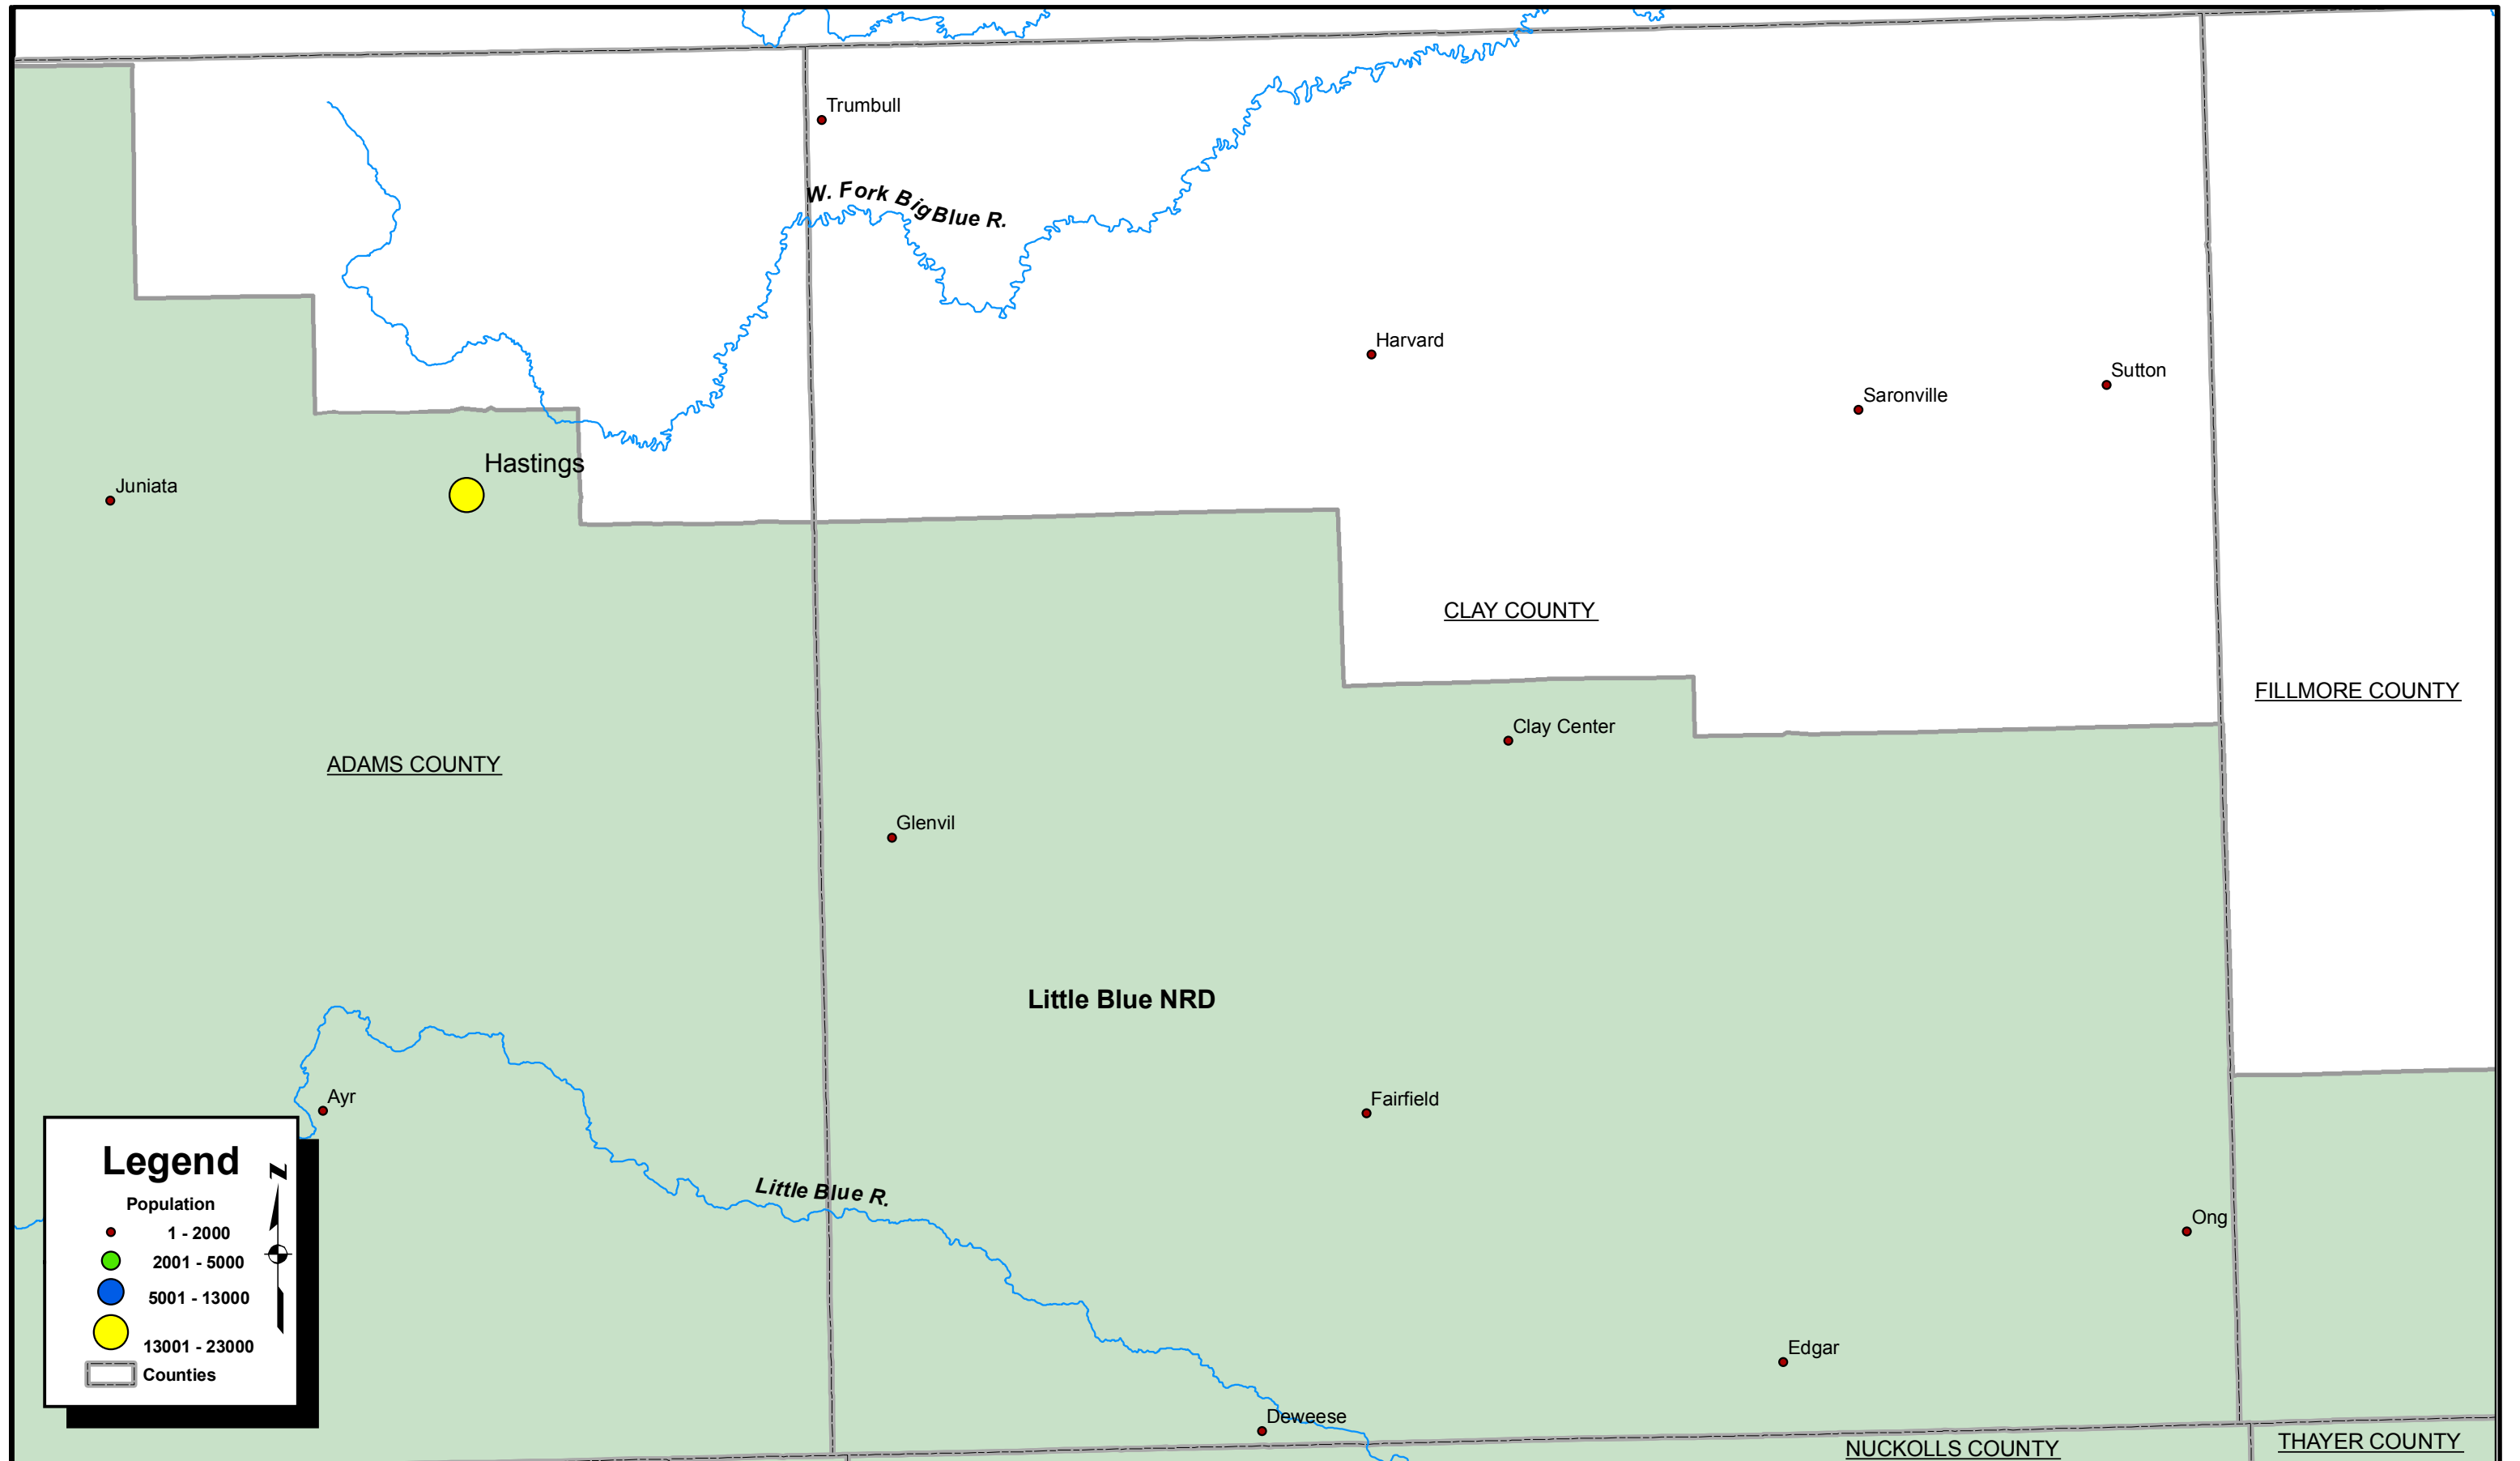 Trumbull
W. Fork Big Blue R.
Harvard
Sutton
Saronville
Hastings
Juniata
CLAY COUNTY
FILLMORE COUNTY
Clay Center
ADAMS COUNTY
Glenvil
Little Blue NRD
Ayr
Fairfield
Little Blue R.
Ong
Edgar
Deweese
NUCKOLLS COUNTY
THAYER COUNTY
Legend
N
Population
1 - 2000
2001 - 5000
5001 - 13000
13001 - 23000
Counties